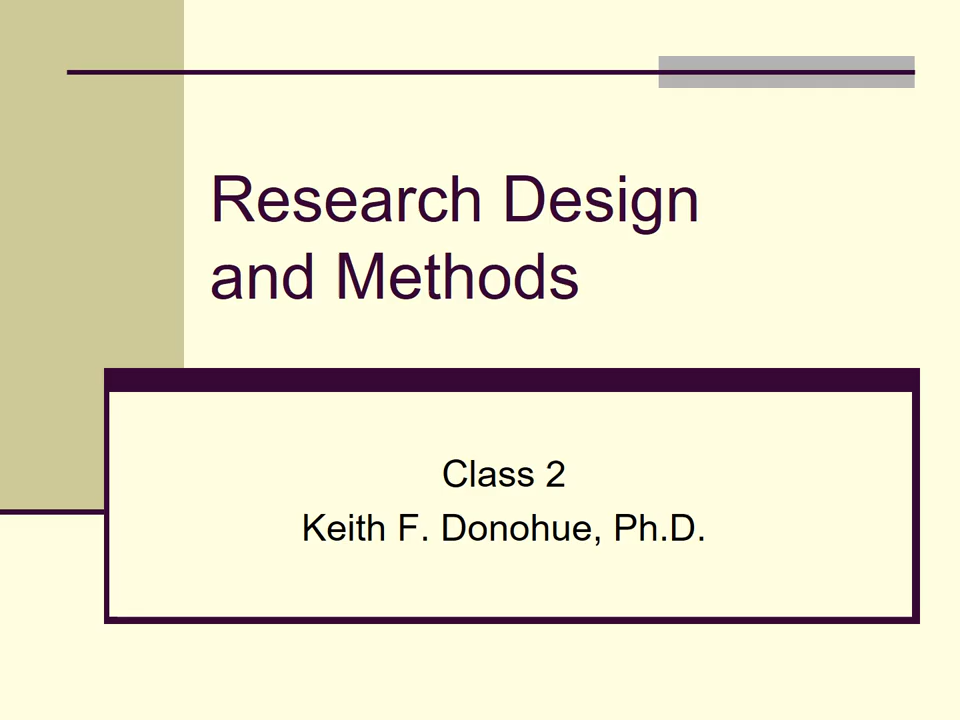 Research Design
and Methods
Class 2
Keith F. Donohue, Ph.D.